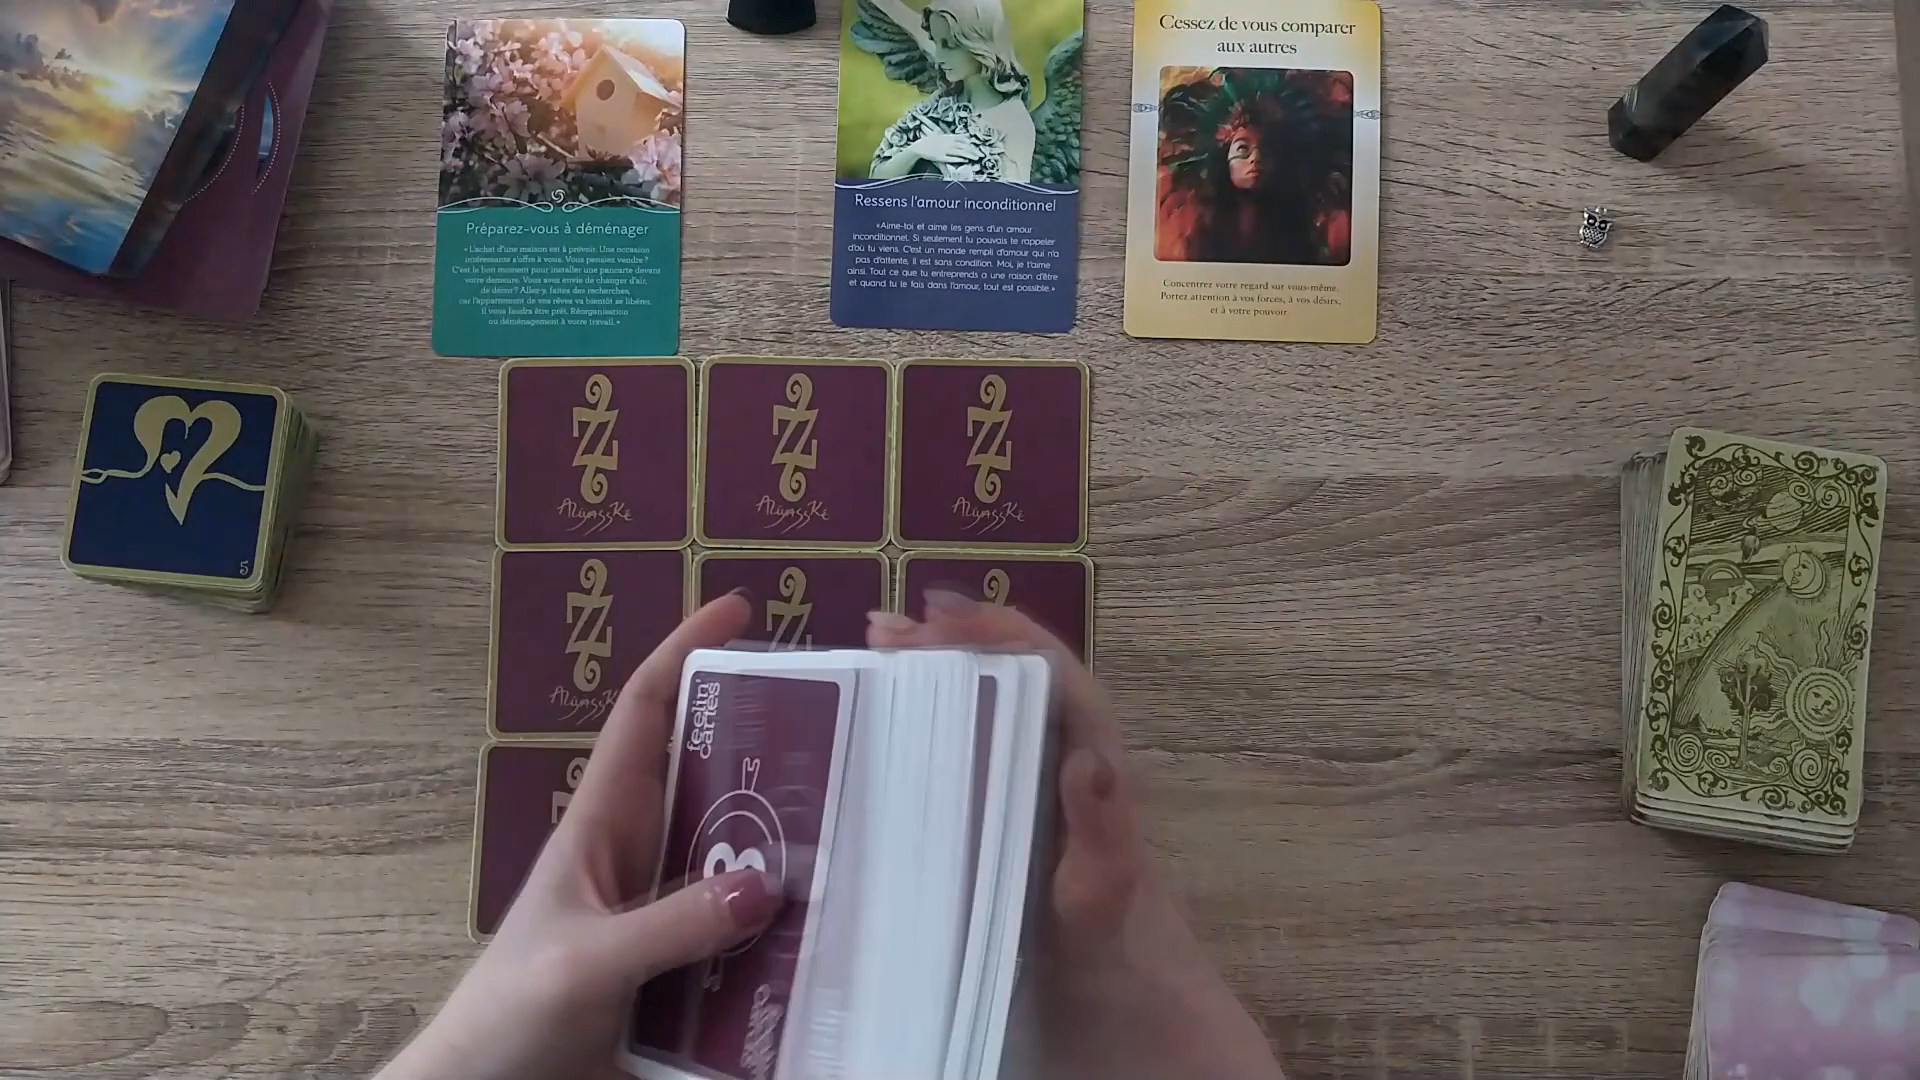 Préparez-vous à déménager
« L'achat d'une maison est à prévoir. Une occasion
intéressante s'offre à vous. Vous pensiez vendre ?
C'est le bon moment pour installer une pancarte devant
votre demeure. Vous avez envie de changer d'air,
de décor ? Allez-y, faites des recherches,
car l'appartement de vos rêves va bientôt se libérer,
il vous faudra être prêt. Réorganisation
ou déménagement à votre travail. »
Ressens l'amour inconditionnel
«Aime-toi et aime les gens d'un amour
inconditionnel. Si seulement tu pouvais te rappeler
d'où tu viens. C'est un monde rempli d'amour qui n'a
pas d'attente, il est sans condition. Moi, je t'aime
ainsi. Tout ce que tu entreprends a une raison d'être
et quand tu le fais dans l'amour, tout est possible.»
Cessez de vous comparer
aux autres
Concentrez votre regard sur vous-même.
Portez attention à vos forces, à vos désirs,
et à votre pouvoir.
5
AlyassKé
AlyassKé
AlyassKé
feelin'
cartes